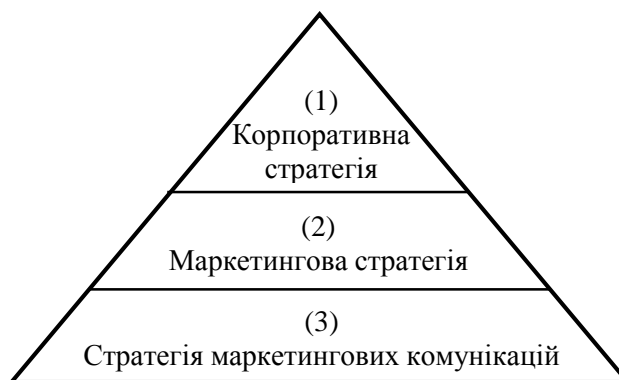 (1)
Корпоративна
стратегія
(2)
Маркетингова стратегія
(3)
Стратегія маркетингових комунікацій